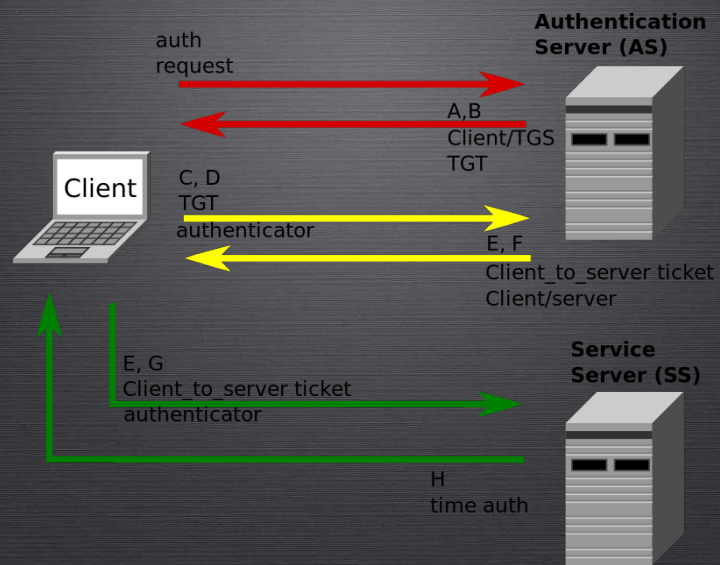 Authentication
Server (AS)
auth
request
A,B
Client/TGS
TGT
Client
C, D
TGT
authenticator
E, F
Client_to_server ticket
Client/server
E, G
Client_to_server ticket
authenticator
Service
Server (SS)
H
time auth